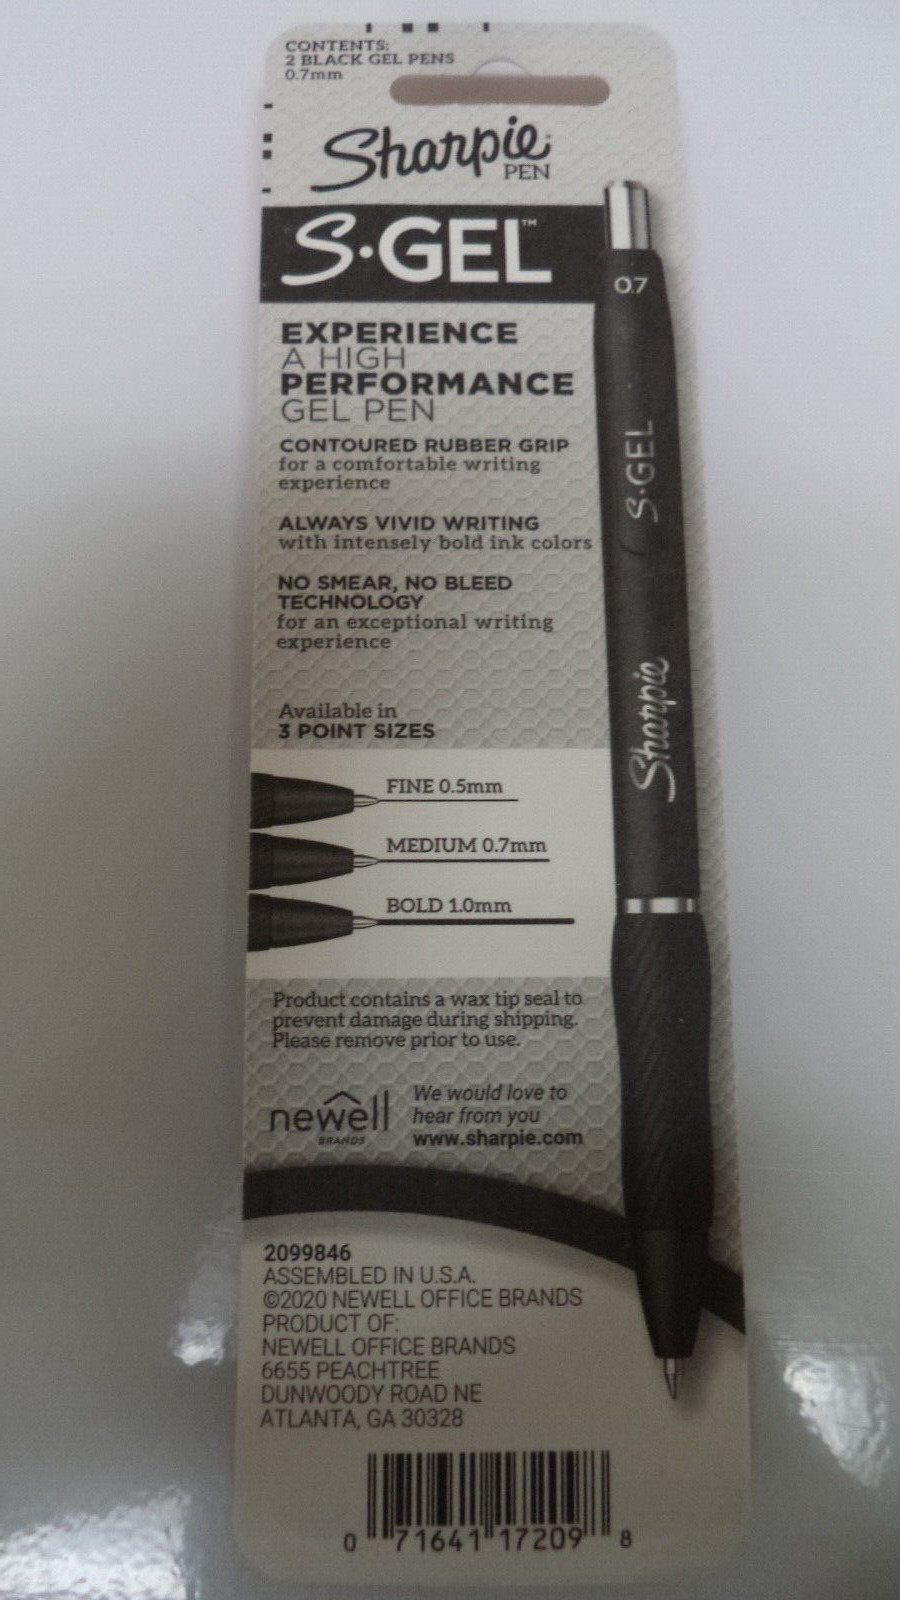 CONTENTS:
2 BLACK GEL PENS
0.7mm
Sharpie
PEN
S·GEL™
EXPERIENCE
A HIGH
PERFORMANCE
GEL PEN
CONTOURED RUBBER GRIP
for a comfortable writing
experience
ALWAYS VIVID WRITING
with intensely bold ink colors
NO SMEAR, NO BLEED
TECHNOLOGY
for an exceptional writing
experience
Available in
3 POINT SIZES
FINE 0.5mm
MEDIUM 0.7mm
BOLD 1.0mm
Product contains a wax tip seal to
prevent damage during shipping.
Please remove prior to use.
newell
BRANDS
We would love to
hear from you
www.sharpie.com
0.7
S·GEL
Sharpie
2099846
ASSEMBLED IN U.S.A.
©2020 NEWELL OFFICE BRANDS
PRODUCT OF:
NEWELL OFFICE BRANDS
6655 PEACHTREE
DUNWOODY ROAD NE
ATLANTA, GA 30328
0 71641 17209 8